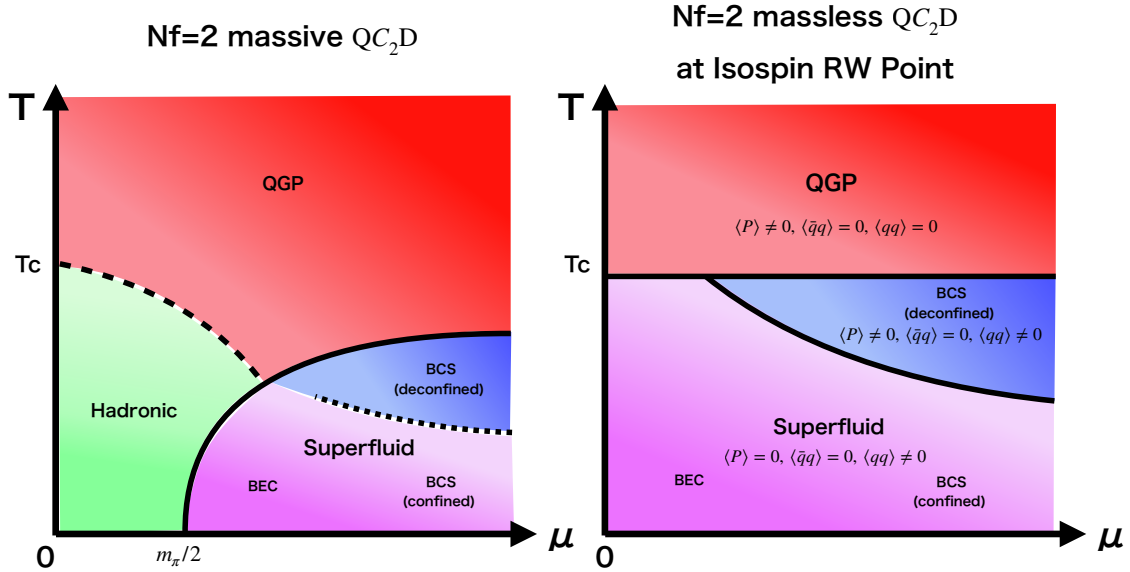 Nf=2 massive QC₂D
T
QGP
Tc
BCS
(deconfined)
Hadronic
Superfluid
BEC
BCS
(confined)
0
m_π/2
μ
Nf=2 massless QC₂D
at Isospin RW Point
T
QGP
⟨P⟩ ≠ 0, ⟨q̄q⟩ = 0, ⟨qq⟩ = 0
Tc
BCS
(deconfined)
⟨P⟩ ≠ 0, ⟨q̄q⟩ = 0, ⟨qq⟩ ≠ 0
Superfluid
⟨P⟩ = 0, ⟨q̄q⟩ = 0, ⟨qq⟩ ≠ 0
BEC
BCS
(confined)
0
μ